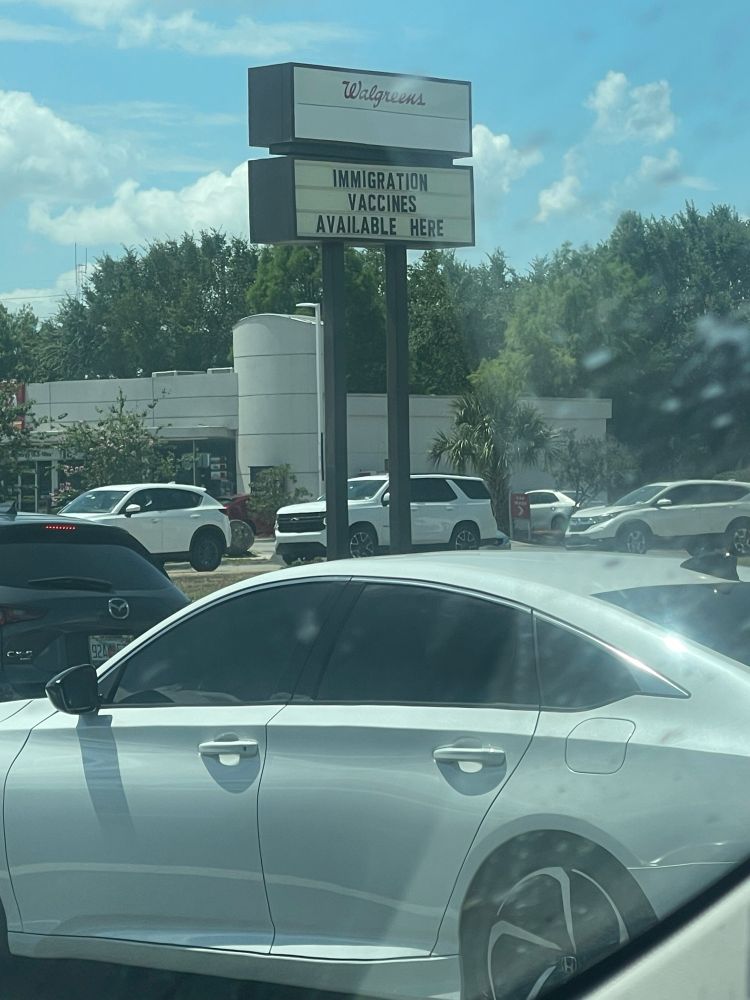 Walgreens
IMMIGRATION
VACCINES
AVAILABLE HERE